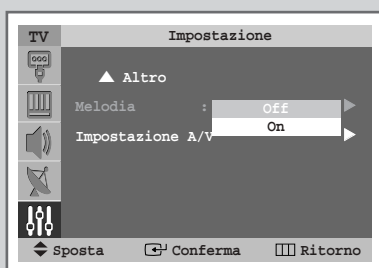 TV Impostazione
▲ Altro
Melodia : Off
On
Impostazione A/V
Sposta Conferma Ritorno